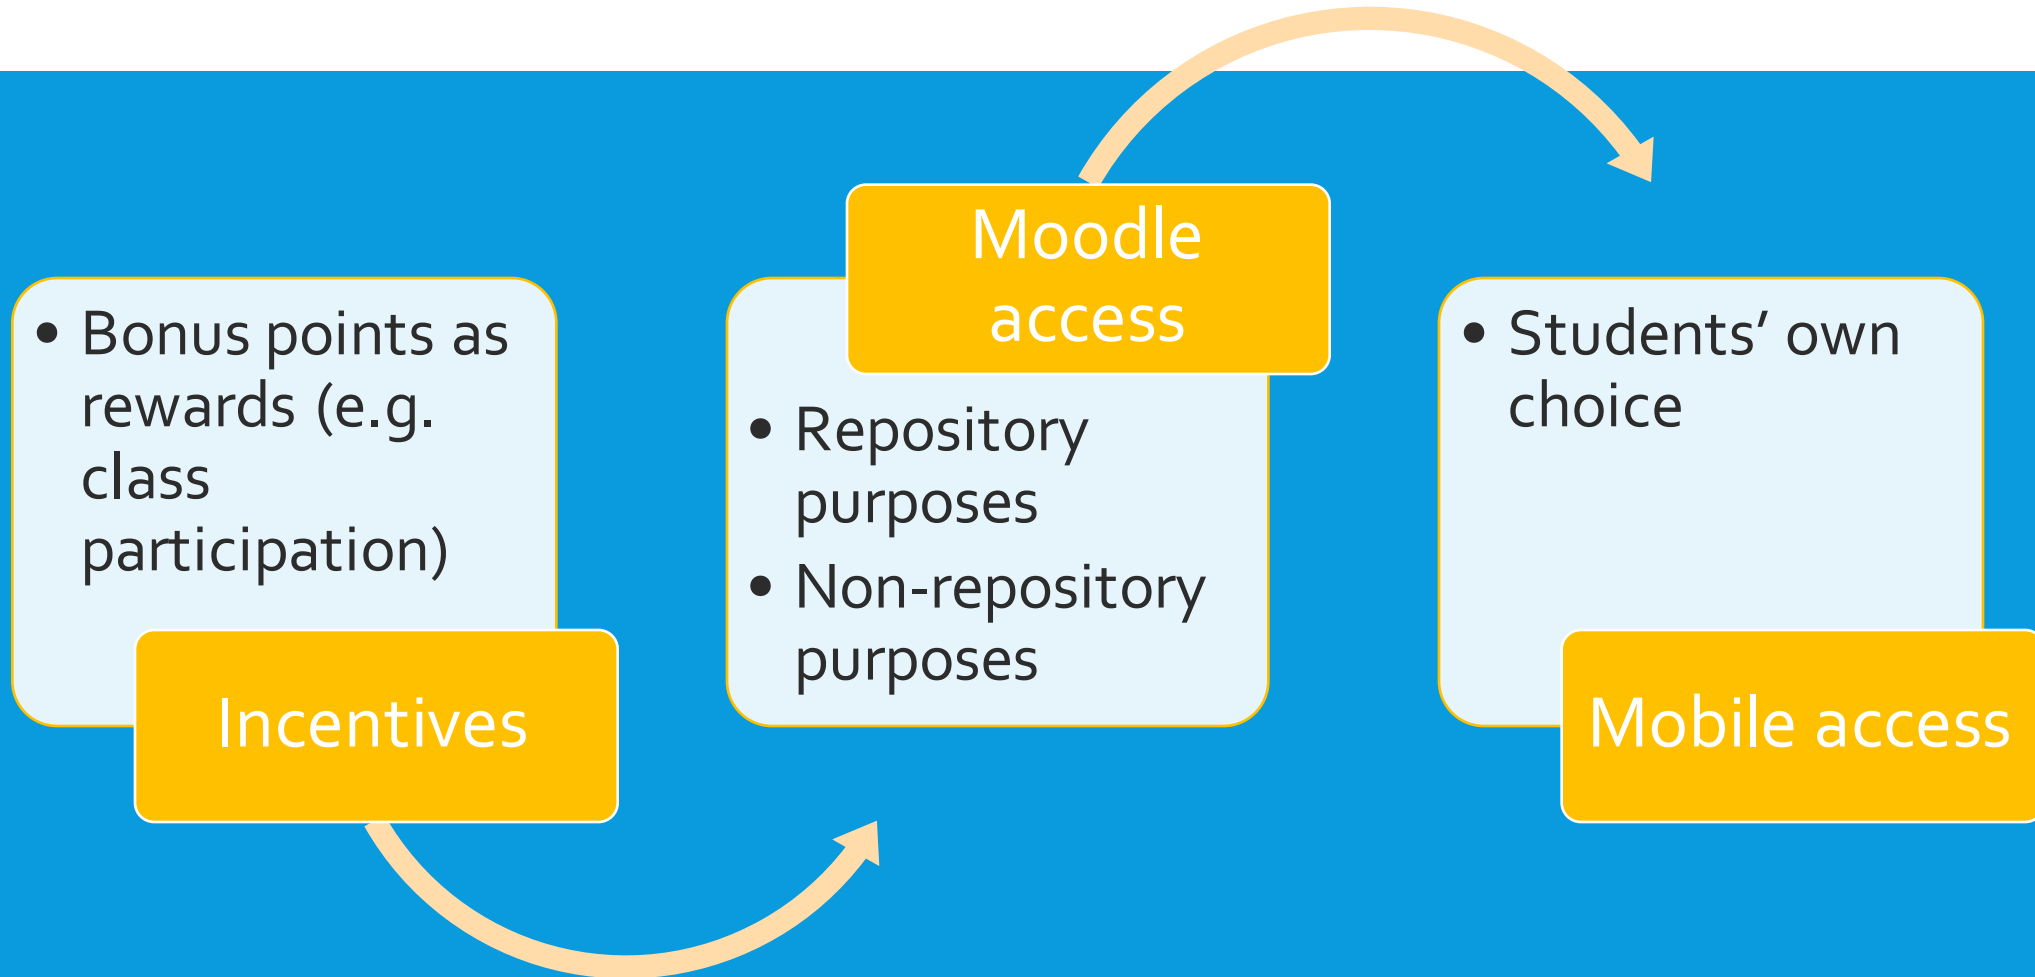 • Bonus points as
rewards (e.g.
class
participation)
Incentives
Moodle
access
• Repository
purposes
• Non-repository
purposes
• Students’ own
choice
Mobile access